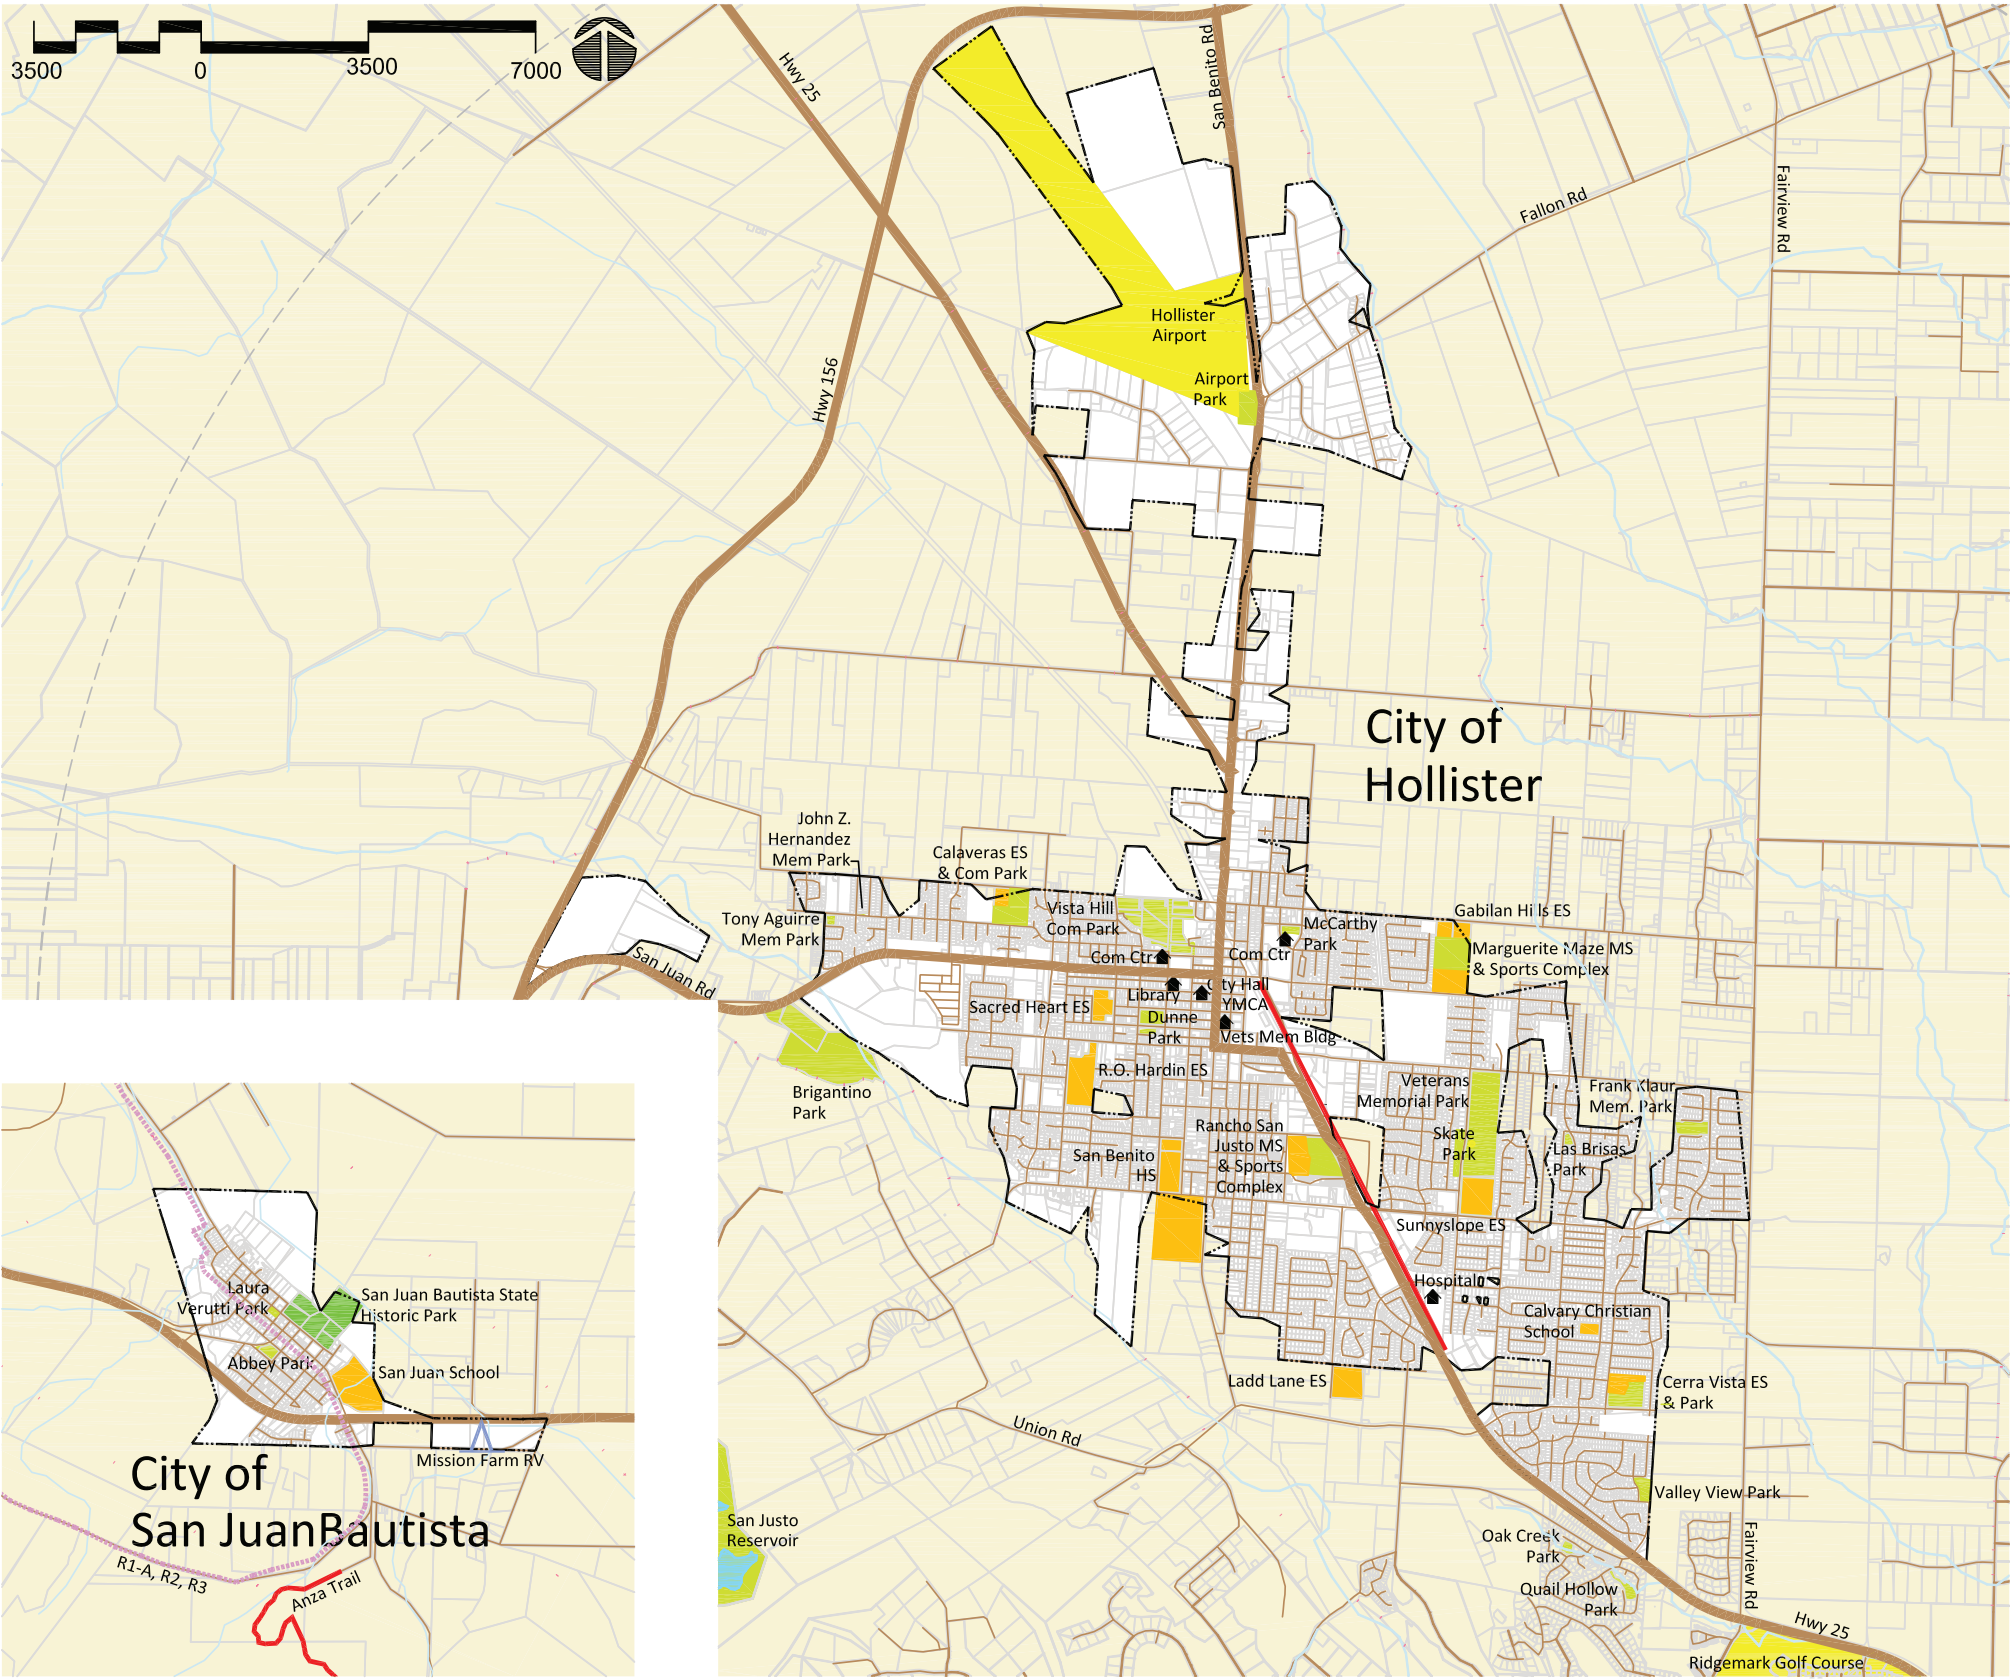 3500 0 3500 7000
Hwy 25
San Benito Rd
Fairview Rd
Fallon Rd
Hollister
Airport
Hwy 156
Airport
Park
City of
Hollister
John Z.
Hernandez
Mem Park
Calaveras ES
& Com Park
Tony Aguirre
Mem Park
Vista Hill
Com Park
McCarthy
Park
Gabilan Hills ES
Marguerite Maze MS
& Sports Complex
Com Ctr
Com Ctr
San Juan Rd
Library
City Hall
YMCA
Sacred Heart ES
Dunne
Park
Vets Mem Bldg
Brigantino
Park
R.O. Hardin ES
Veterans
Memorial Park
Frank Klaur
Mem. Park
Rancho San
Justo MS
& Sports
Complex
San Benito
HS
Skate
Park
Las Brisas
Park
Sunnyslope ES
Hospital
Calvary Christian
School
Ladd Lane ES
Cerra Vista ES
& Park
Union Rd
Valley View Park
San Justo
Reservoir
Oak Creek
Park
Quail Hollow
Park
Fairview Rd
Hwy 25
Ridgemark Golf Course
Laura
Verutti Park
San Juan Bautista State
Historic Park
Abbey Park
San Juan School
Mission Farm RV
City of
San JuanBautista
R1-A, R2, R3
Anza Trail